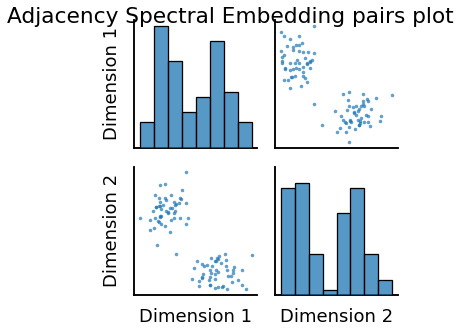 Adjacency Spectral Embedding pairs plot
Dimension 1
Dimension 2
Dimension 1
Dimension 2